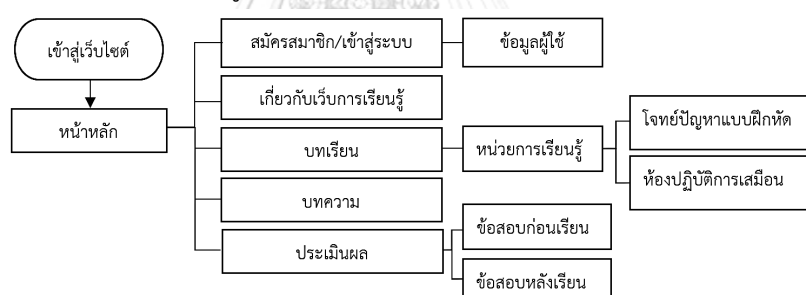 เข้าสู่เว็บไซต์
หน้าหลัก
สมัครสมาชิก/เข้าสู่ระบบ
ข้อมูลผู้ใช้
เกี่ยวกับเว็บการเรียนรู้
บทเรียน
หน่วยการเรียนรู้
โจทย์ปัญหาแบบฝึกหัด
ห้องปฏิบัติการเสมือน
บทความ
ประเมินผล
ข้อสอบก่อนเรียน
ข้อสอบหลังเรียน